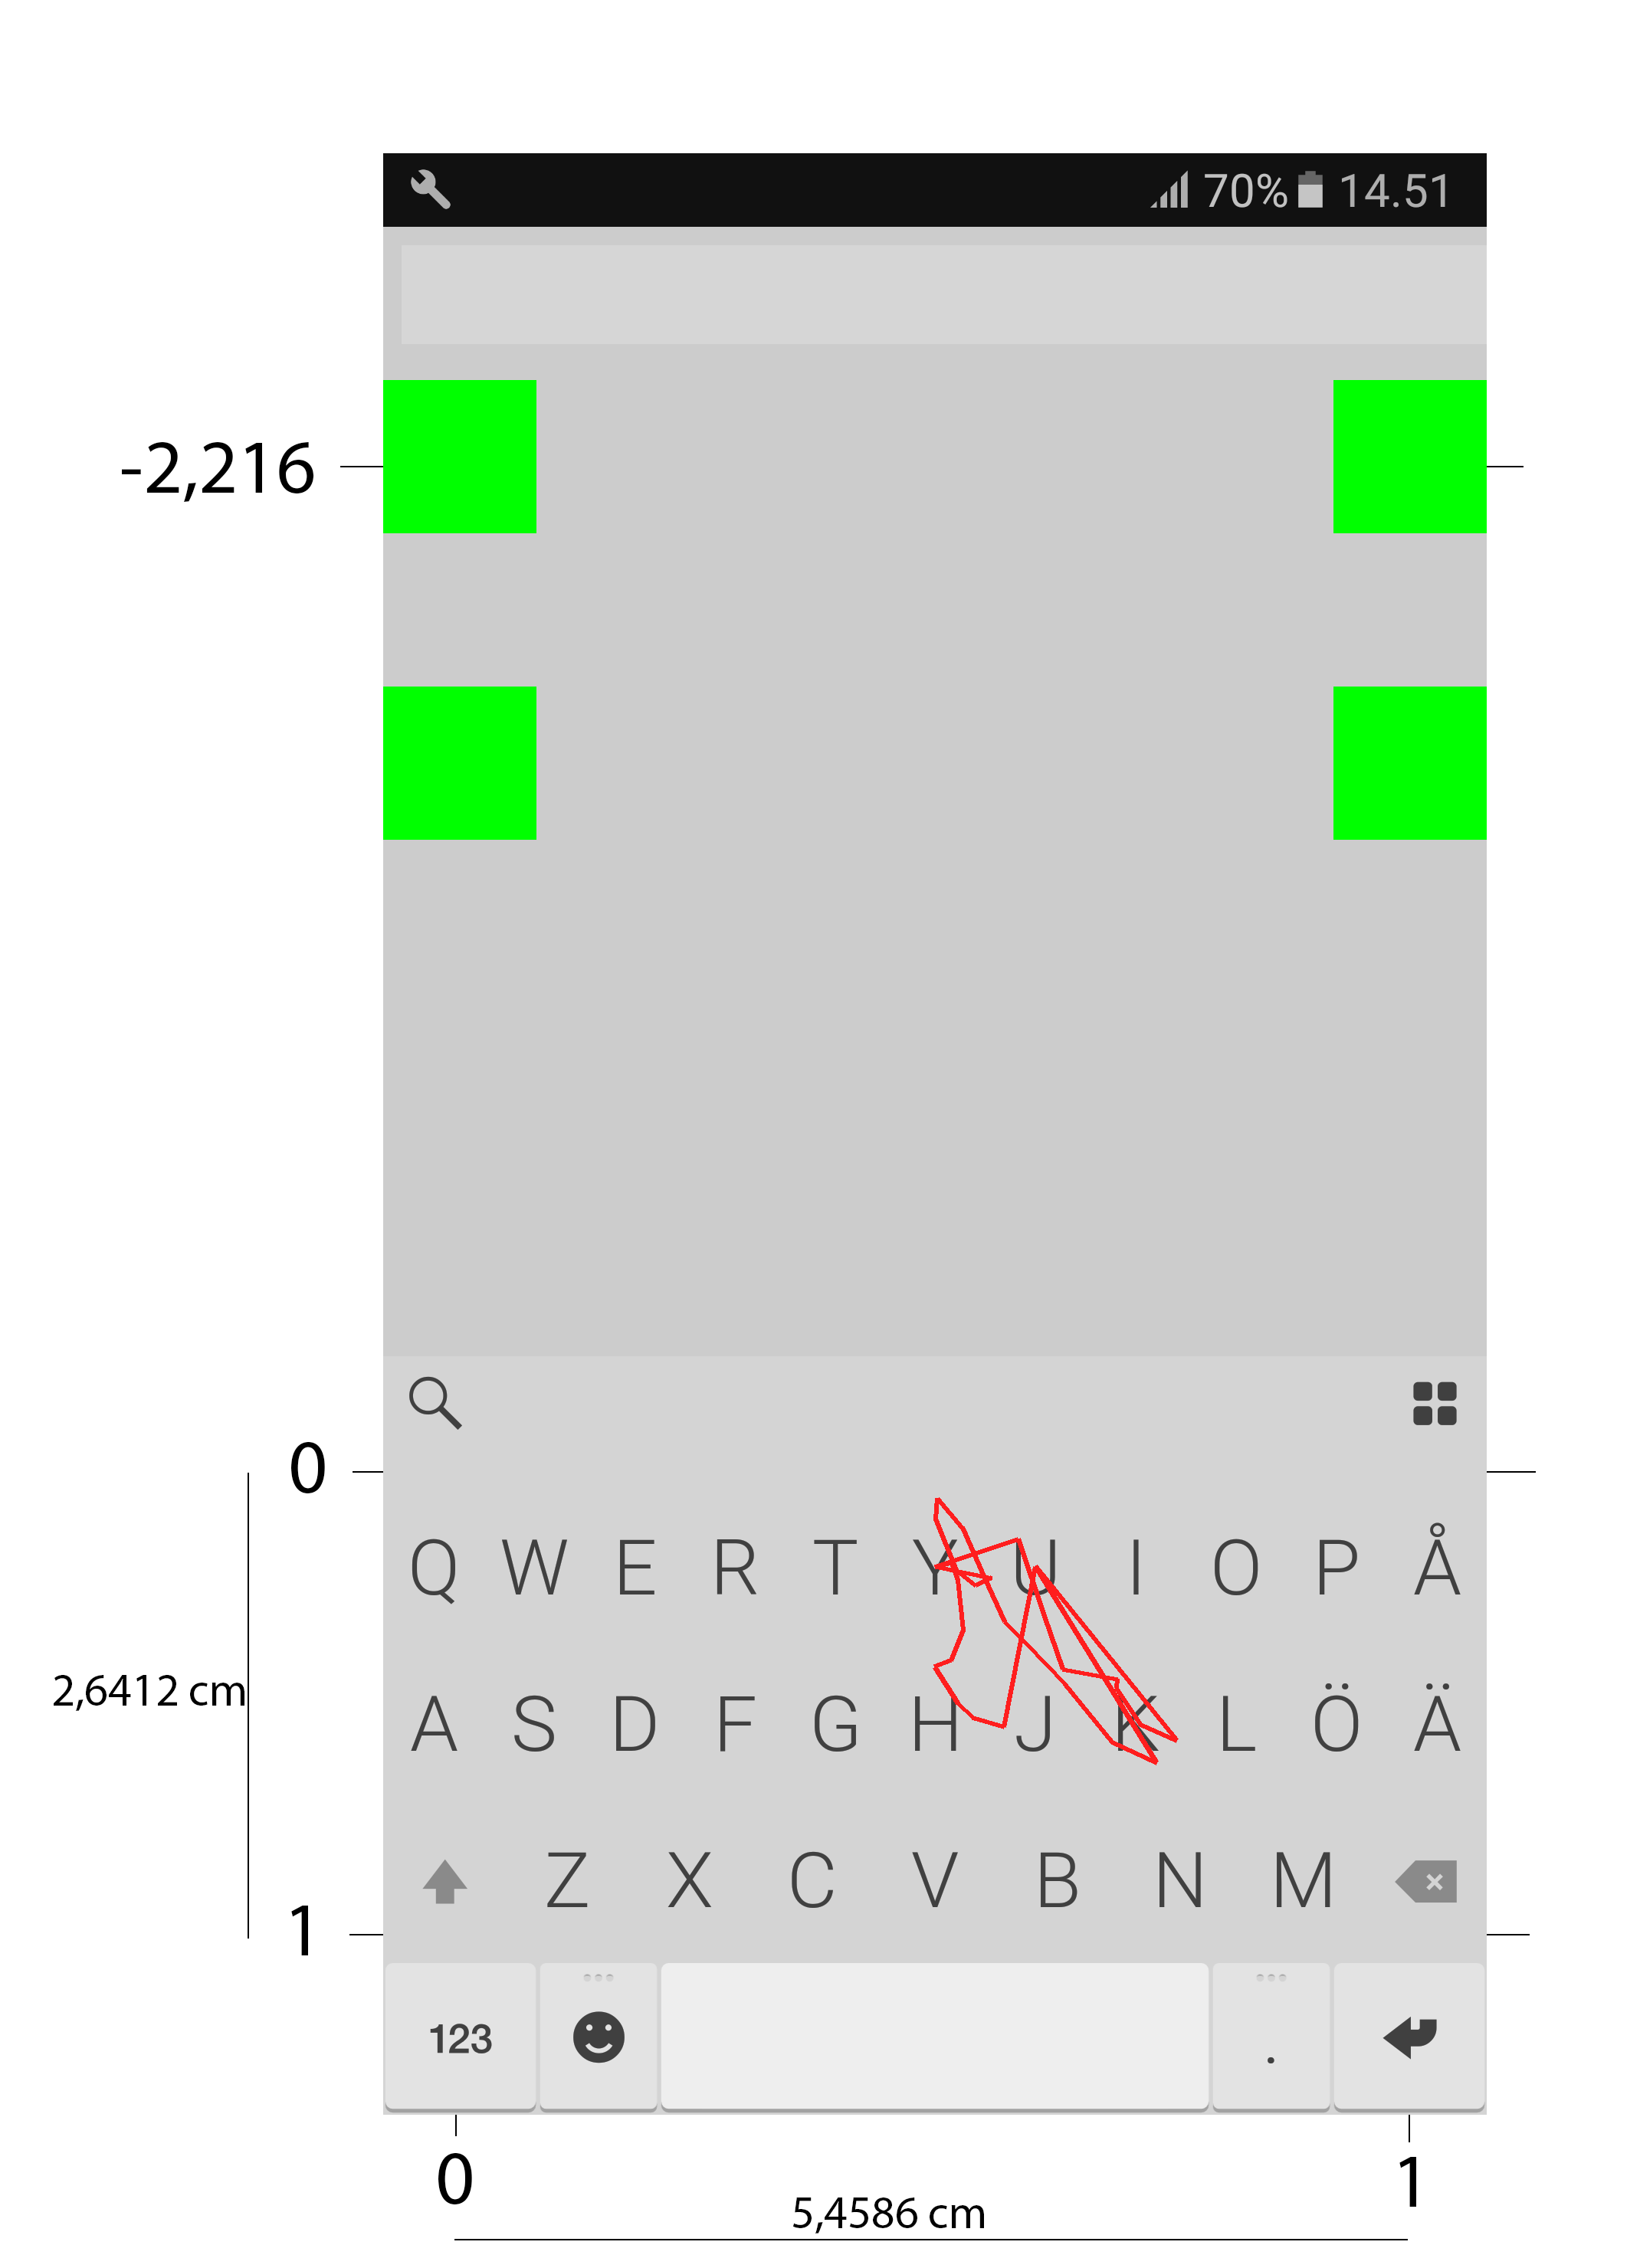 70% 14.51
-2,216
0
Q W E R T Y U I O P Å
2,6412 cm
A S D F G H J K L Ö Ä
Z X C V B N M
1
123 .
0 1
5,4586 cm